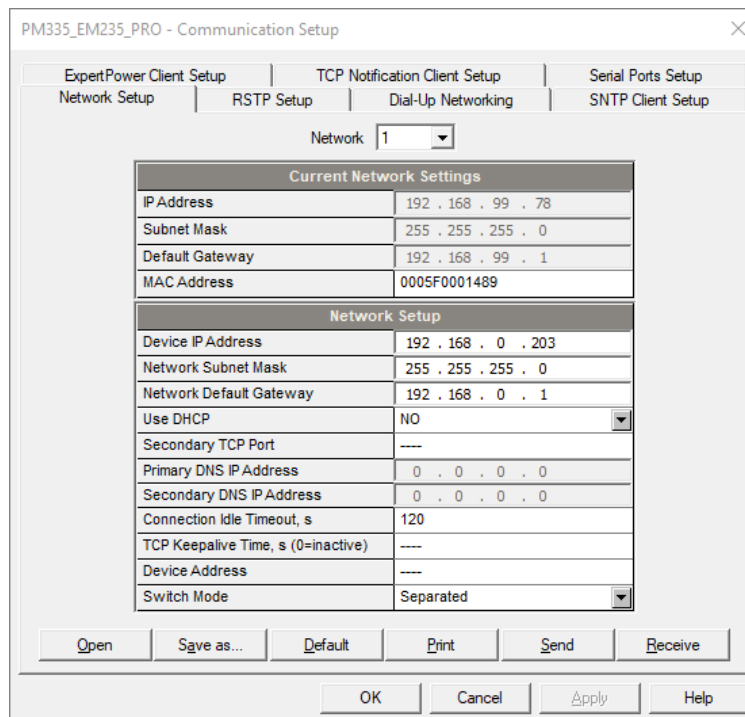 PM335_EM235_PRO - Communication Setup
ExpertPower Client Setup TCP Notification Client Setup Serial Ports Setup
Network Setup RSTP Setup Dial-Up Networking SNTP Client Setup
Network 1
Current Network Settings
IP Address 192 . 168 . 99 . 78
Subnet Mask 255 . 255 . 255 . 0
Default Gateway 192 . 168 . 99 . 1
MAC Address 0005F0001489
Network Setup
Device IP Address 192 . 168 . 0 . 203
Network Subnet Mask 255 . 255 . 255 . 0
Network Default Gateway 192 . 168 . 0 . 1
Use DHCP NO
Secondary TCP Port ----
Primary DNS IP Address 0 . 0 . 0 . 0
Secondary DNS IP Address 0 . 0 . 0 . 0
Connection Idle Timeout, s 120
TCP Keepalive Time, s (0=inactive) ----
Device Address ----
Switch Mode Separated
Open Save as... Default Print Send Receive
OK Cancel Apply Help